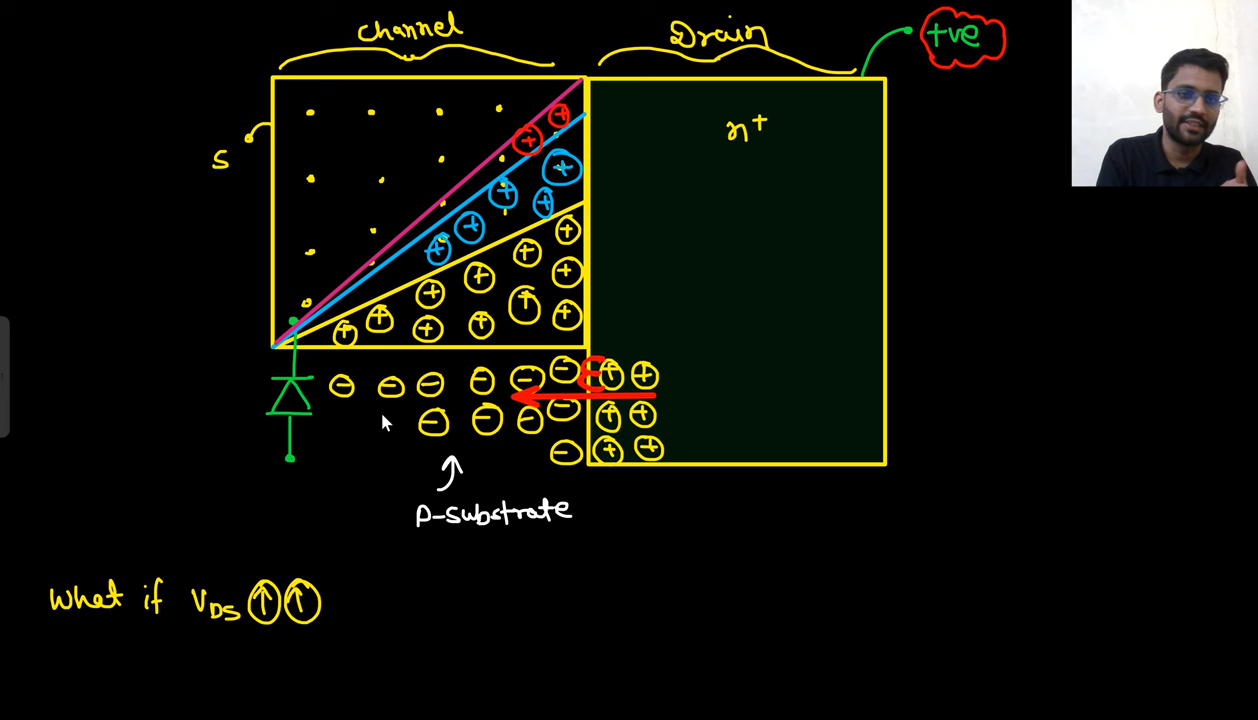 Channel
Drain
+ve
S
n+
E
P-substrate
What if VDS ↑ ↑